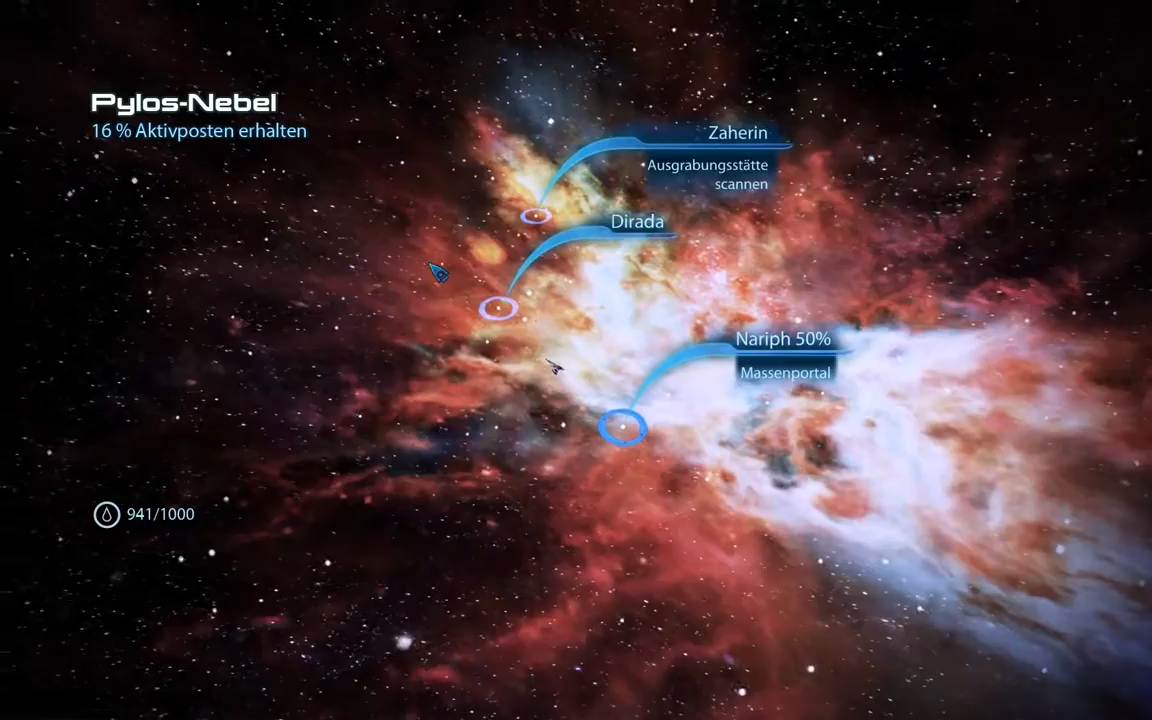 Pylos-Nebel
16 % Aktivposten erhalten
Zaherin
Ausgrabungsstätte
scannen
Dirada
Nariph 50%
Massenportal
941/1000